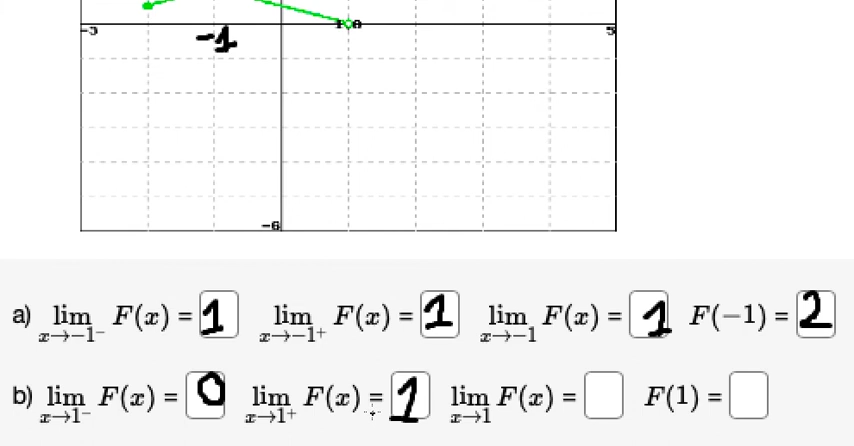 -3 5
-1
-6
a) lim x→-1⁻ F(x) = 1 lim x→-1⁺ F(x) = 1 lim x→-1 F(x) = 1 F(-1) = 2
b) lim x→1⁻ F(x) = 0 lim x→1⁺ F(x) = 1 lim x→1 F(x) = F(1) =